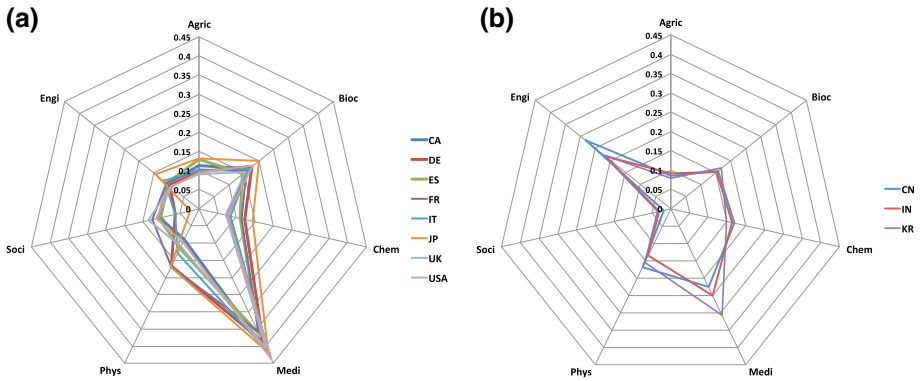 (a)
Agric
0.45
0.4
0.35
0.3
0.25
0.2
0.15
0.1
0.05
0
Engi
Bioc
Soci
Chem
Phys
Medi
CA
DE
ES
FR
IT
JP
UK
USA
(b)
Agric
0.45
0.4
0.35
0.3
0.25
0.2
0.15
0.1
0.05
0
Engi
Bioc
Soci
Chem
Phys
Medi
CN
IN
KR